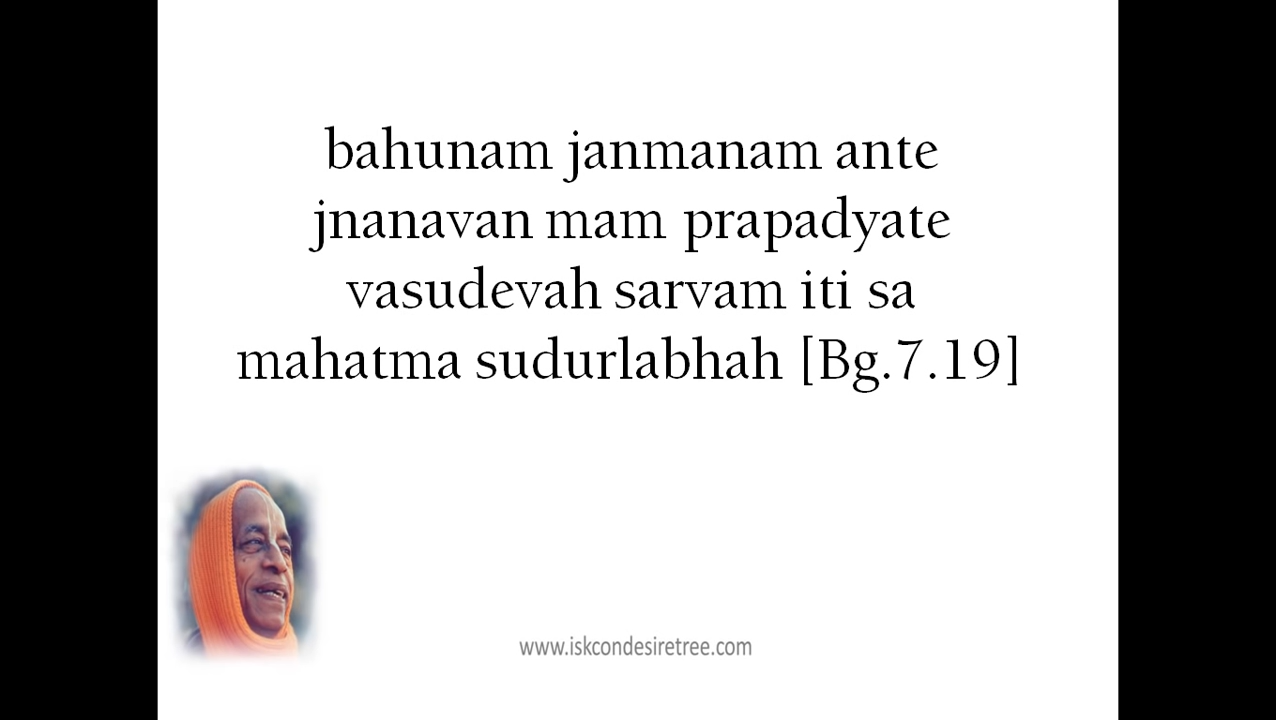 bahunam janmanam ante
jnanavan mam prapadyate
vasudevah sarvam iti sa
mahatma sudurlabhah [Bg.7.19]
www.iskcondesiretree.com